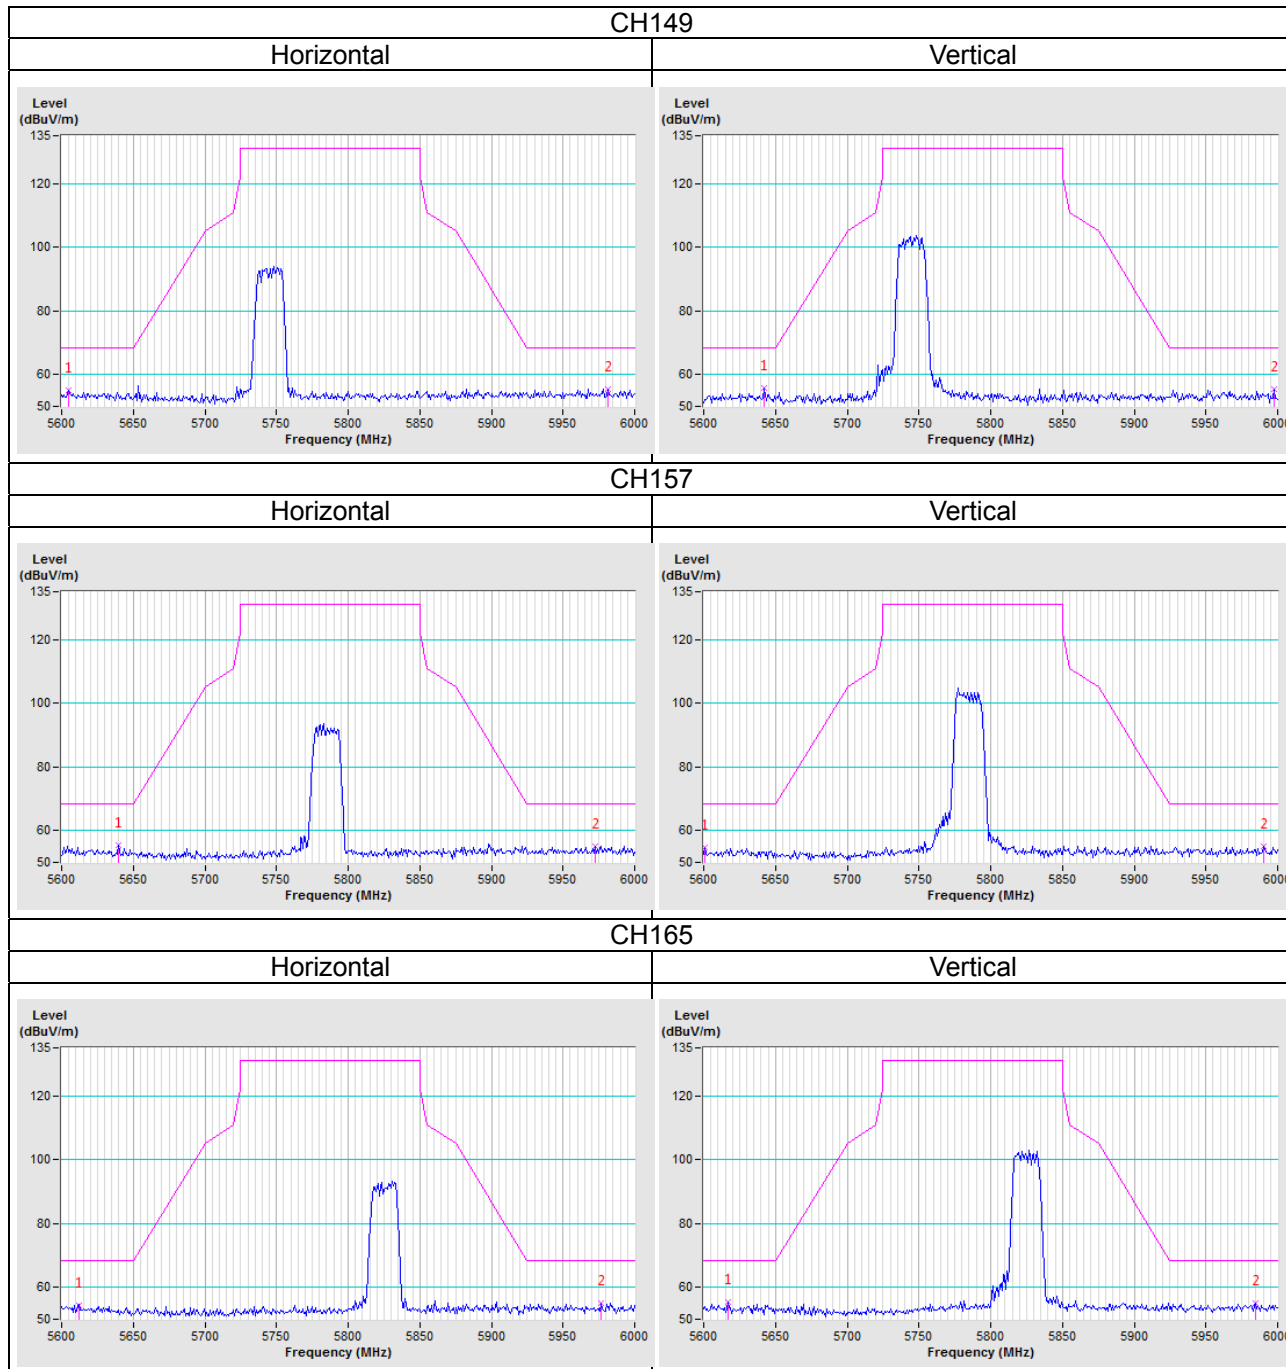 CH149
Horizontal Vertical
Level Level
(dBuV/m) (dBuV/m)
135 135
120 120
100 100
80 80
60 60
50 50
1 2 1 2
5600 5650 5700 5750 5800 5850 5900 5950 6000 5600 5650 5700 5750 5800 5850 5900 5950 6000
Frequency (MHz) Frequency (MHz)
CH157
Horizontal Vertical
Level Level
(dBuV/m) (dBuV/m)
135 135
120 120
100 100
80 80
60 60
50 50
1 2 1 2
5600 5650 5700 5750 5800 5850 5900 5950 6000 5600 5650 5700 5750 5800 5850 5900 5950 6000
Frequency (MHz) Frequency (MHz)
CH165
Horizontal Vertical
Level Level
(dBuV/m) (dBuV/m)
135 135
120 120
100 100
80 80
60 60
50 50
1 2 1 2
5600 5650 5700 5750 5800 5850 5900 5950 6000 5600 5650 5700 5750 5800 5850 5900 5950 6000
Frequency (MHz) Frequency (MHz)